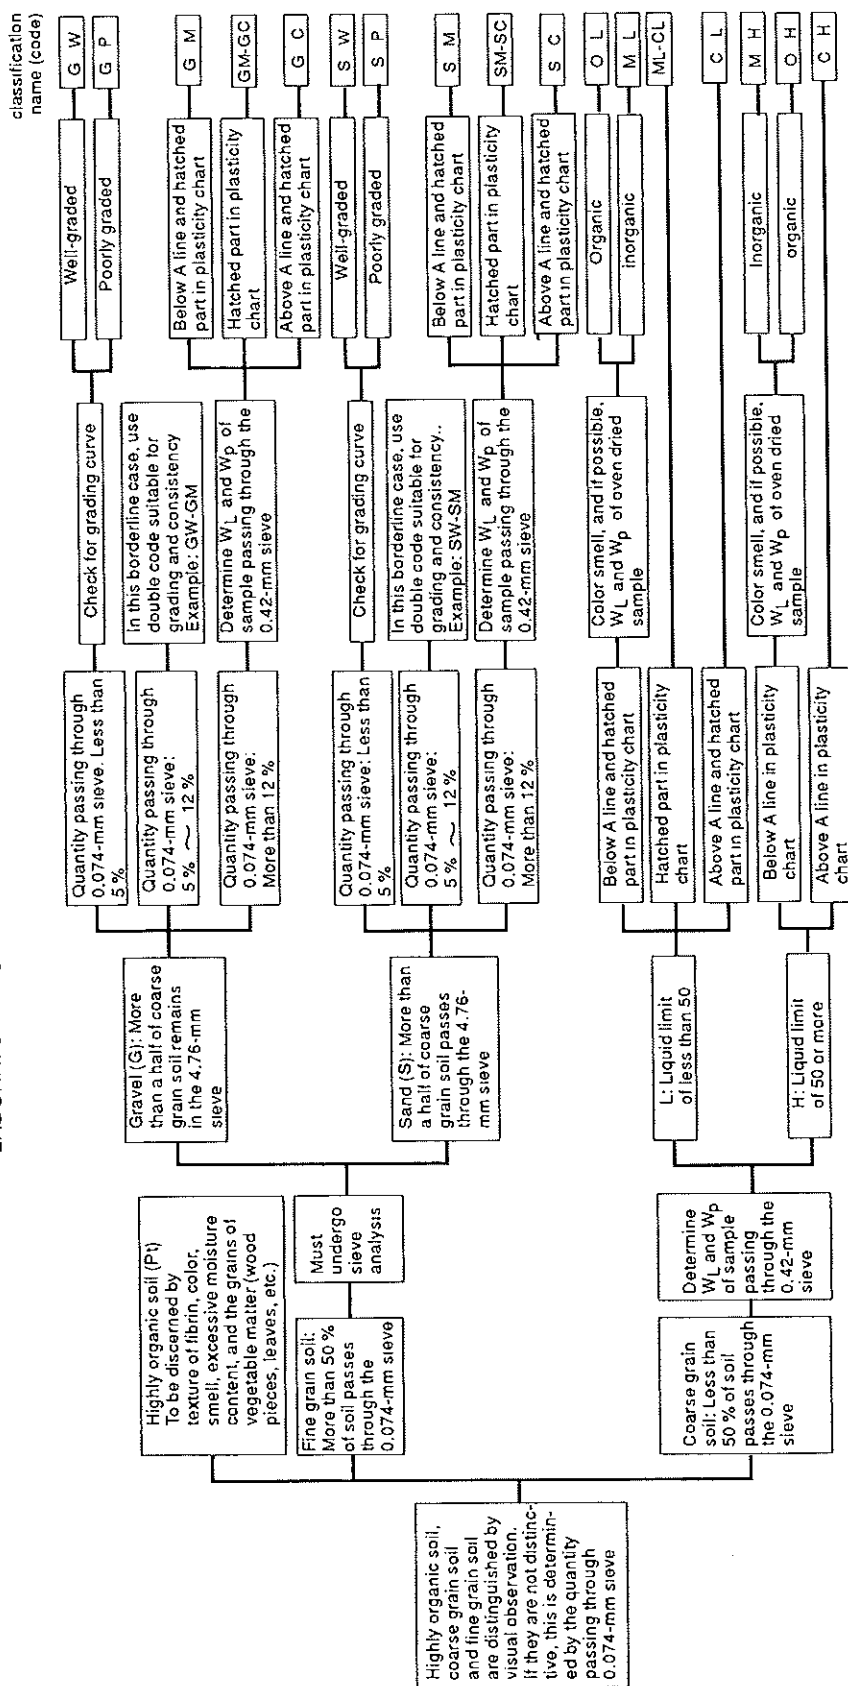 classification
name (code)
Highly organic soil,
coarse grain soil
and fine grain soil
are distinguished by
visual observation.
If they are not distinc-
tive, this is determin-
ed by the quantity
passing through
0.074-mm sieve
Highly organic soil (Pt)
To be discerned by
texture of fibrin, color,
smell, excessive moisture
content, and the grains of
vegetable matter (wood
pieces, leaves, etc.)
Fine grain soil:
More than 50 %
of soil passes
through the
0.074-mm sieve
Must
undergo
sieve
analysis
Coarse grain
soil: Less than
50 % of soil
passes through
the 0.074-mm
sieve
Determine
WL and Wp
of sample
passing
through the
0.42-mm
sieve
Gravel (G): More
than a half of coarse
grain soil remains
in the 4.76-mm
sieve
Sand (S): More than
a half of coarse
grain soil passes
through the 4.76-
mm sieve
L: Liquid limit
of less than 50
H: Liquid limit
of 50 or more
Quantity passing through
0.074-mm sieve. Less than
5 %
Quantity passing through
0.074-mm sieve:
5 % ~ 12 %
Quantity passing through
0.074-mm sieve:
More than 12 %
Quantity passing through
0.074-mm sieve: Less than
5 %
Quantity passing through
0.074-mm sieve:
5 % ~ 12 %
Quantity passing through
0.074-mm sieve:
More than 12 %
Below A line and hatched
part in plasticity chart
Hatched part in plasticity
chart
Above A line and hatched
part in plasticity chart
Below A line in plasticity
chart
Above A line in plasticity
chart
Check for grading curve
In this borderline case, use
double code suitable for
grading and consistency
Example: GW-GM
Determine WL and Wp of
sample passing through the
0.42-mm sieve
Check for grading curve
In this borderline case, use
double code suitable for
grading and consistency..
Example: SW-SM
Determine WL and Wp of
sample passing through the
0.42-mm sieve
Color smell, and if possible,
WL and Wp of oven dried
sample
Color smell, and if possible,
WL and Wp of oven dried
sample
Well-graded
Poorly graded
Below A line and hatched
part in plasticity chart
Hatched part in plasticity
chart
Above A line and hatched
part in plasticity chart
Well-graded
Poorly graded
Below A line and hatched
part in plasticity chart
Hatched part in plasticity
chart
Above A line and hatched
part in plasticity chart
Organic
inorganic
Inorganic
organic
G W
G P
G M
GM-GC
G C
S W
S P
S M
SM-SC
S C
O L
M L
ML-CL
C L
M H
O H
C H